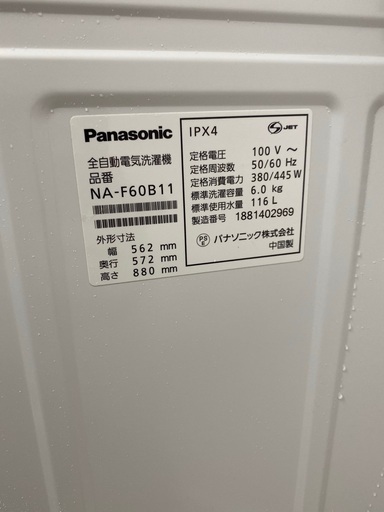 Panasonic
全自動電気洗濯機
品番
NA-F60B11
外形寸法
幅 562 mm
奥行 572 mm
高さ 880 mm
IPX4
JET
定格電圧 100 V ～
定格周波数 50/60 Hz
定格消費電力 380/445 W
標準洗濯容量 6.0 kg
標準使用水量 116 L
製造番号 1881402969
PS E
パナソニック株式会社
中国製